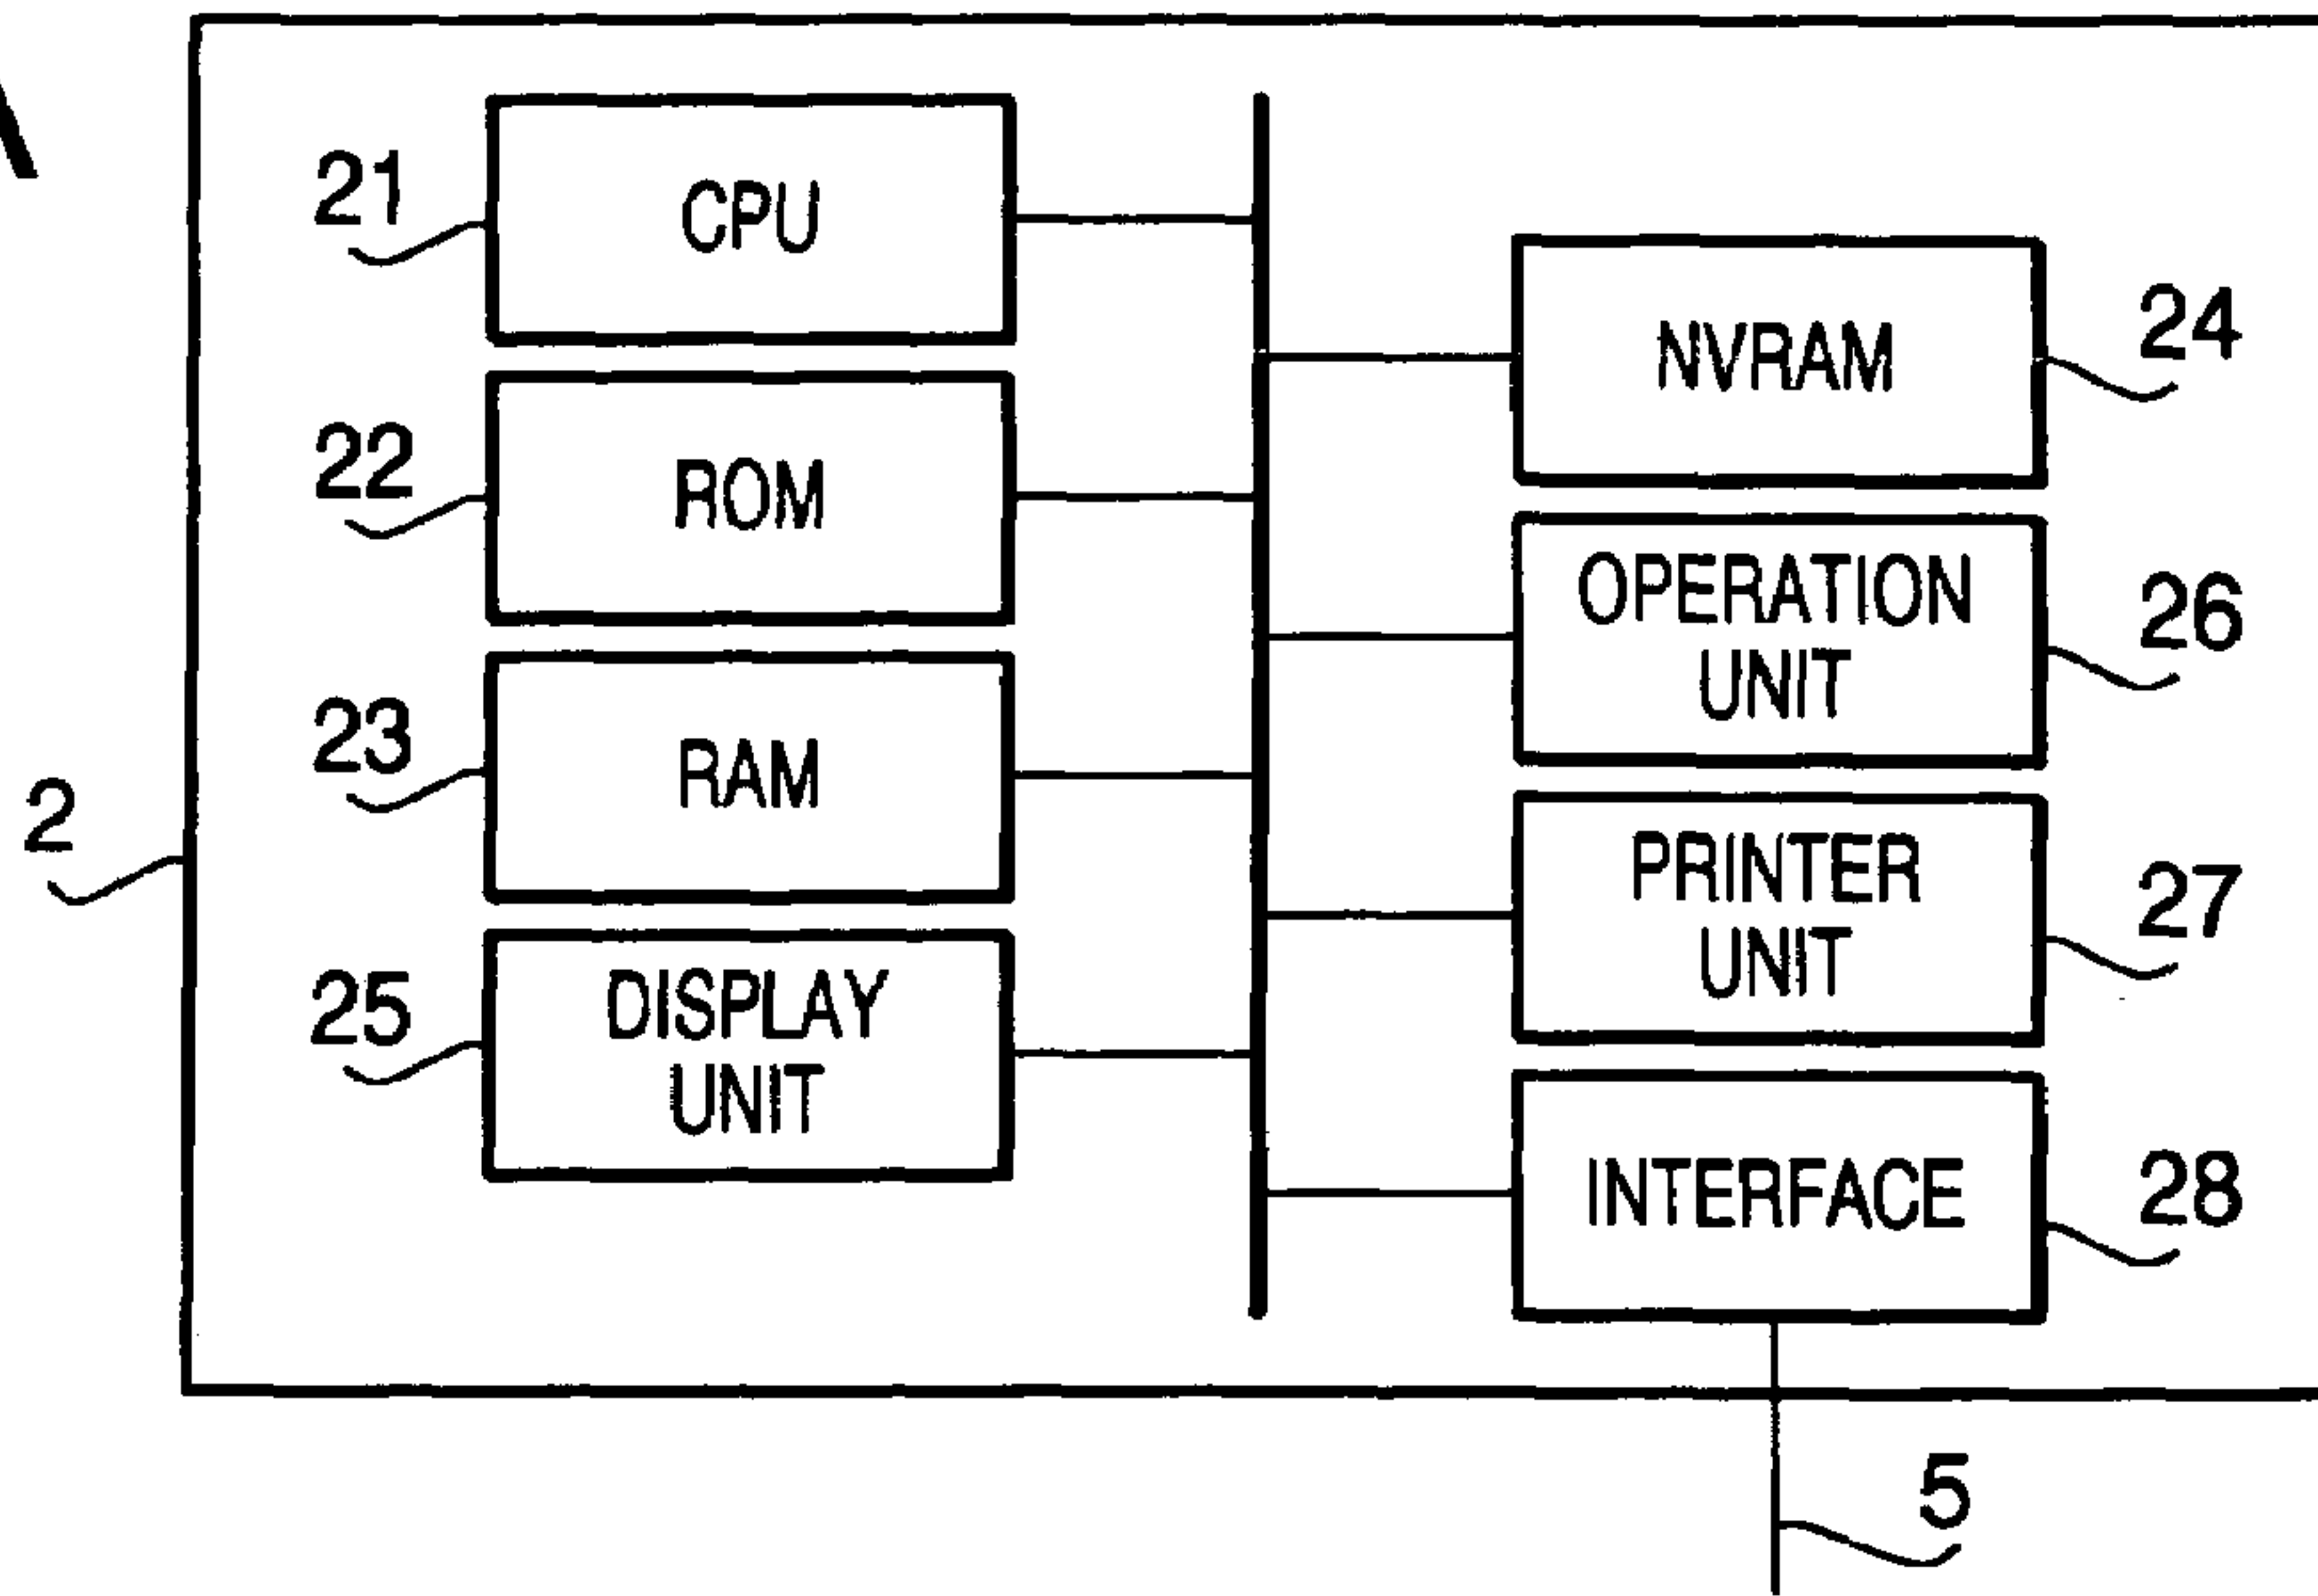 21
CPU
22
ROM
23
RAM
2
25
DISPLAY
UNIT
NVRAM
24
OPERATION
UNIT
26
PRINTER
UNIT
27
INTERFACE
28
5